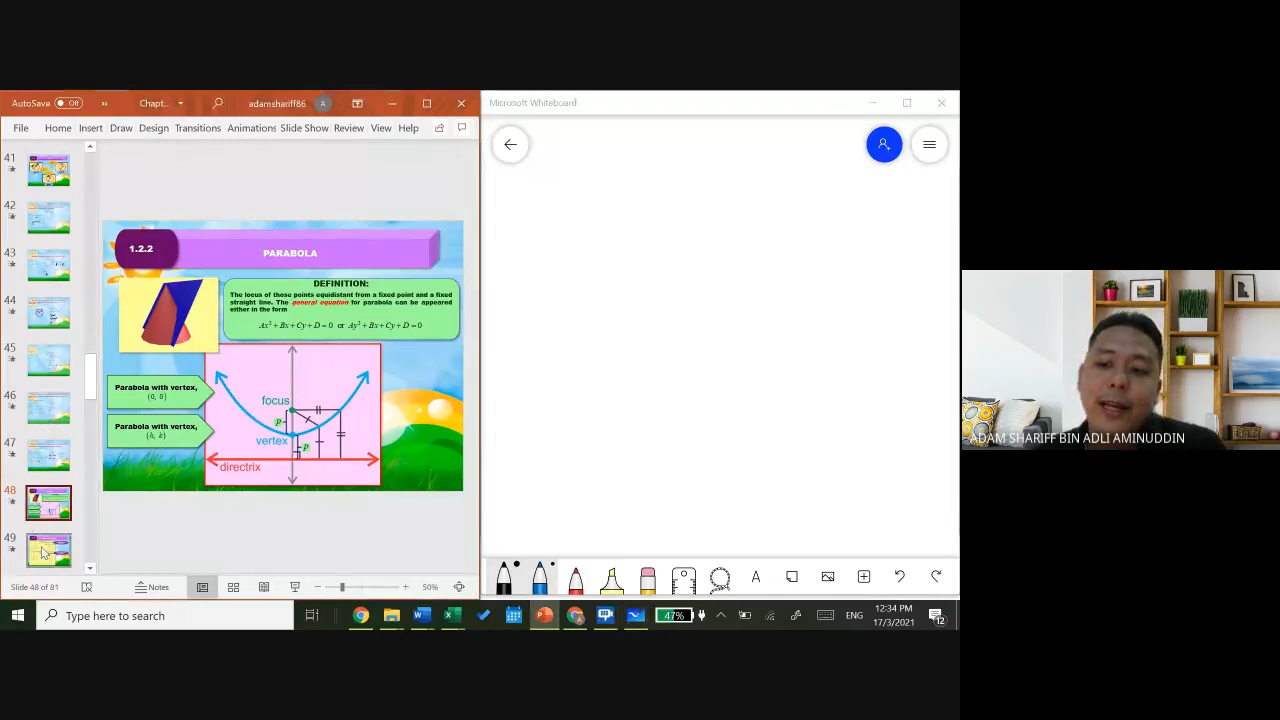 AutoSave Off » Chapt... adamshariff86 A
File Home Insert Draw Design Transitions Animations Slide Show Review View Help
41
42
43
44
45
46
47
48
49
1.2.2
PARABOLA
DEFINITION:
The locus of those points equidistant from a fixed point and a fixed
straight line. The general equation for parabola can be appeared
either in the form
Ax² + Bx + Cy + D = 0 or Ay² + Bx + Cy + D = 0
Parabola with vertex,
(0, 0)
Parabola with vertex,
(h, k)
focus
p
vertex
p
directrix
Slide 48 of 81 Notes 50%
Microsoft Whiteboard
A
Type here to search
47%
ENG
12:34 PM
17/3/2021
12
ADAM SHARIFF BIN ADLI AMINUDDIN